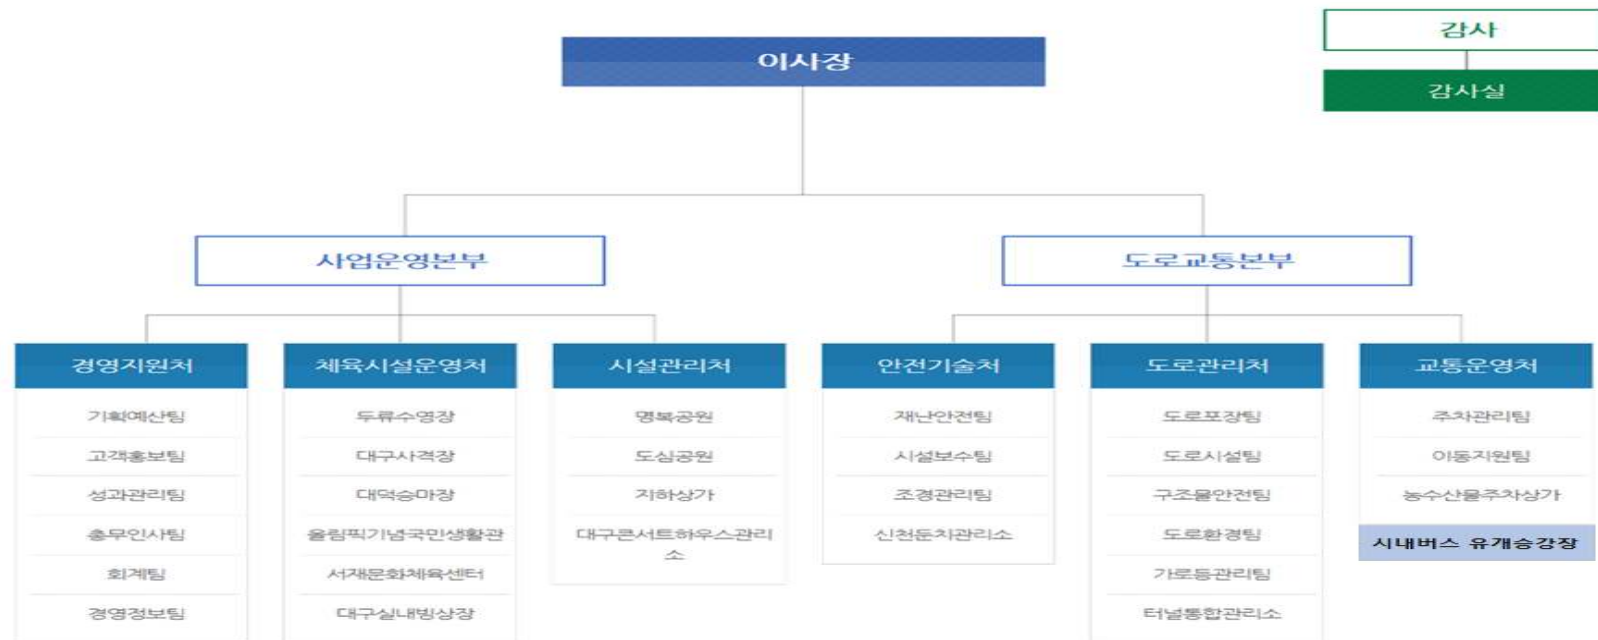 감사
이사장
감사실
사업운영본부
도로교통본부
경영지원처
기획예산팀
고객홍보팀
성과관리팀
총무인사팀
회계팀
경영정보팀
체육시설운영처
두류수영장
대구사격장
대덕승마장
올림픽기념국민생활관
서재문화체육센터
대구실내빙상장
시설관리처
명복공원
도심공원
지하상가
대구콘서트하우스관리
소
안전기술처
재난안전팀
시설보수팀
조경관리팀
신천둔치관리소
도로관리처
도로포장팀
도로시설팀
구조물안전팀
도로환경팀
가로등관리팀
터널통합관리소
교통운영처
주차관리팀
이동지원팀
농수산물주차상가
시내버스 유개승강장